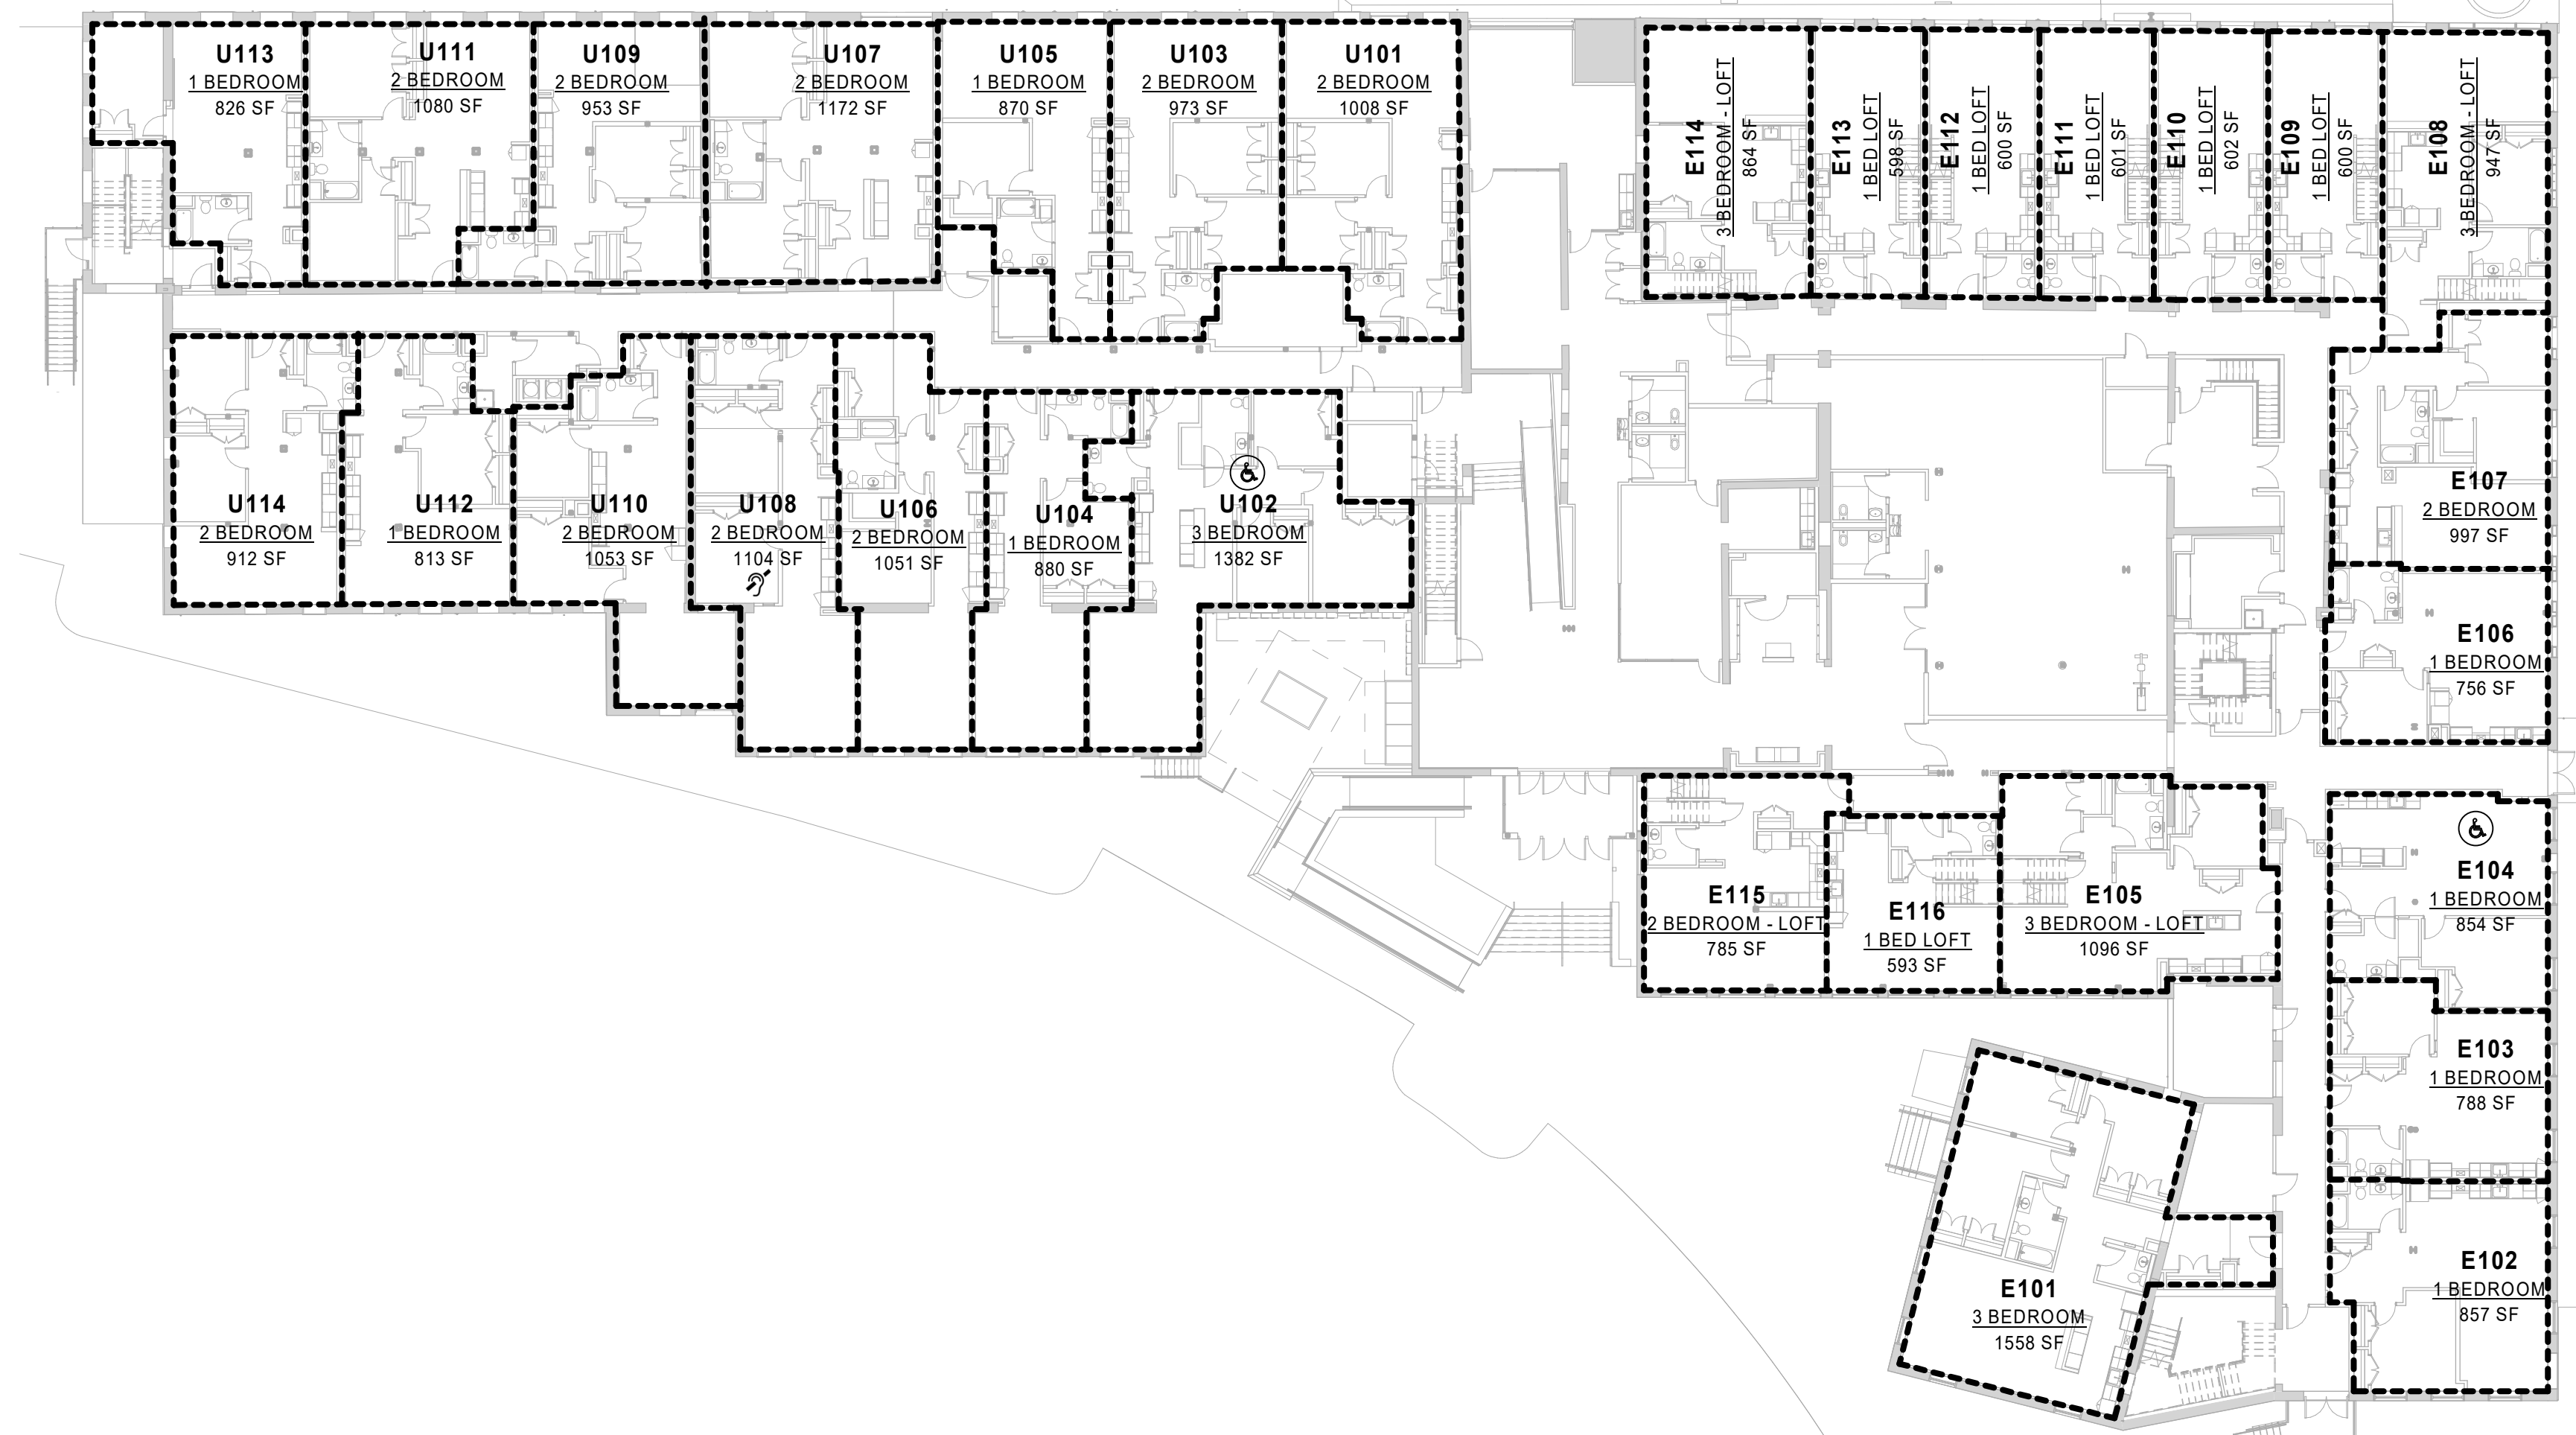 U113
1 BEDROOM
826 SF
U111
2 BEDROOM
1080 SF
U109
2 BEDROOM
953 SF
U107
2 BEDROOM
1172 SF
U105
1 BEDROOM
870 SF
U103
2 BEDROOM
973 SF
U101
2 BEDROOM
1008 SF
E114
3 BEDROOM - LOFT
864 SF
E113
1 BED LOFT
598 SF
E112
1 BED LOFT
600 SF
E111
1 BED LOFT
601 SF
E110
1 BED LOFT
602 SF
E109
1 BED LOFT
600 SF
E108
3 BEDROOM - LOFT
947 SF
U114
2 BEDROOM
912 SF
U112
1 BEDROOM
813 SF
U110
2 BEDROOM
1053 SF
U108
2 BEDROOM
1104 SF
U106
2 BEDROOM
1051 SF
U104
1 BEDROOM
880 SF
U102
3 BEDROOM
1382 SF
E107
2 BEDROOM
997 SF
E106
1 BEDROOM
756 SF
E115
2 BEDROOM - LOFT
785 SF
E116
1 BED LOFT
593 SF
E105
3 BEDROOM - LOFT
1096 SF
E104
1 BEDROOM
854 SF
E103
1 BEDROOM
788 SF
E101
3 BEDROOM
1558 SF
E102
1 BEDROOM
857 SF